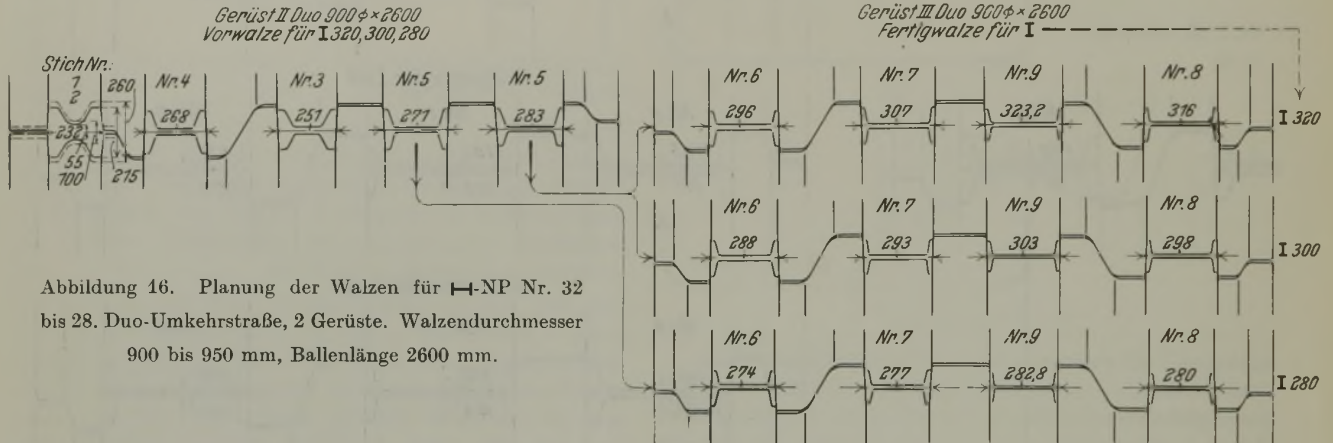 Gerüst II Duo 900 ⌀ × 2600
Vorwalze für I 320, 300, 280
Gerüst III Duo 900 ⌀ × 2600
Fertigwalze für I
Stich Nr.:
1
2
260
232
55
100
215
Nr. 4
268
Nr. 3
251
Nr. 5
271
Nr. 5
283
Nr. 6
296
Nr. 7
307
Nr. 9
323,2
Nr. 8
316
I 320
Nr. 6
288
Nr. 7
293
Nr. 9
303
Nr. 8
298
I 300
Nr. 6
274
Nr. 7
277
Nr. 9
282,8
Nr. 8
280
I 280
Abbildung 16. Planung der Walzen für I-NP Nr. 32
bis 28. Duo-Umkehrstraße, 2 Gerüste. Walzendurchmesser
900 bis 950 mm, Ballenlänge 2600 mm.